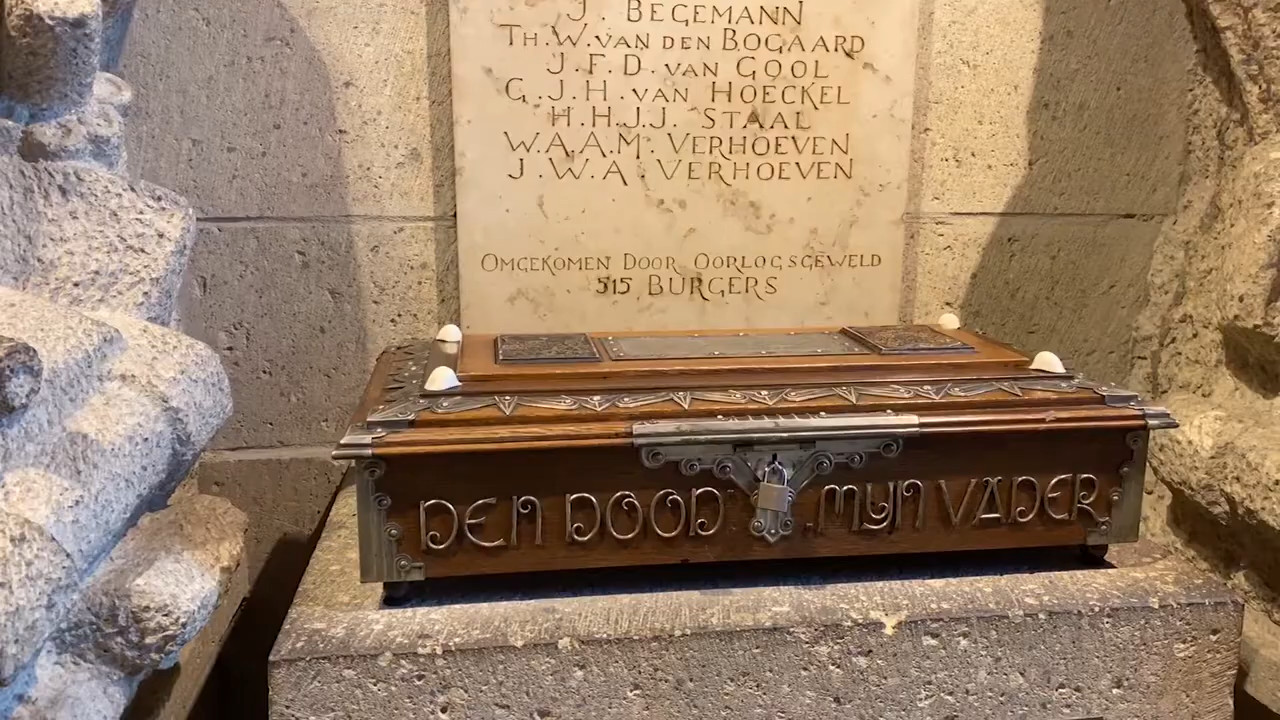 J. BEGEMANN
TH. W. VAN DEN BOGAARD
J. F. D. VAN GOOL
G. J. H. VAN HOECKEL
H. H. J. J. STAAL
W. A. A. M. VERHOEVEN
J. W. A. VERHOEVEN
OMGEKOMEN DOOR OORLOGSGEWELD
515 BURGERS
DEN DOOD MYN VADER